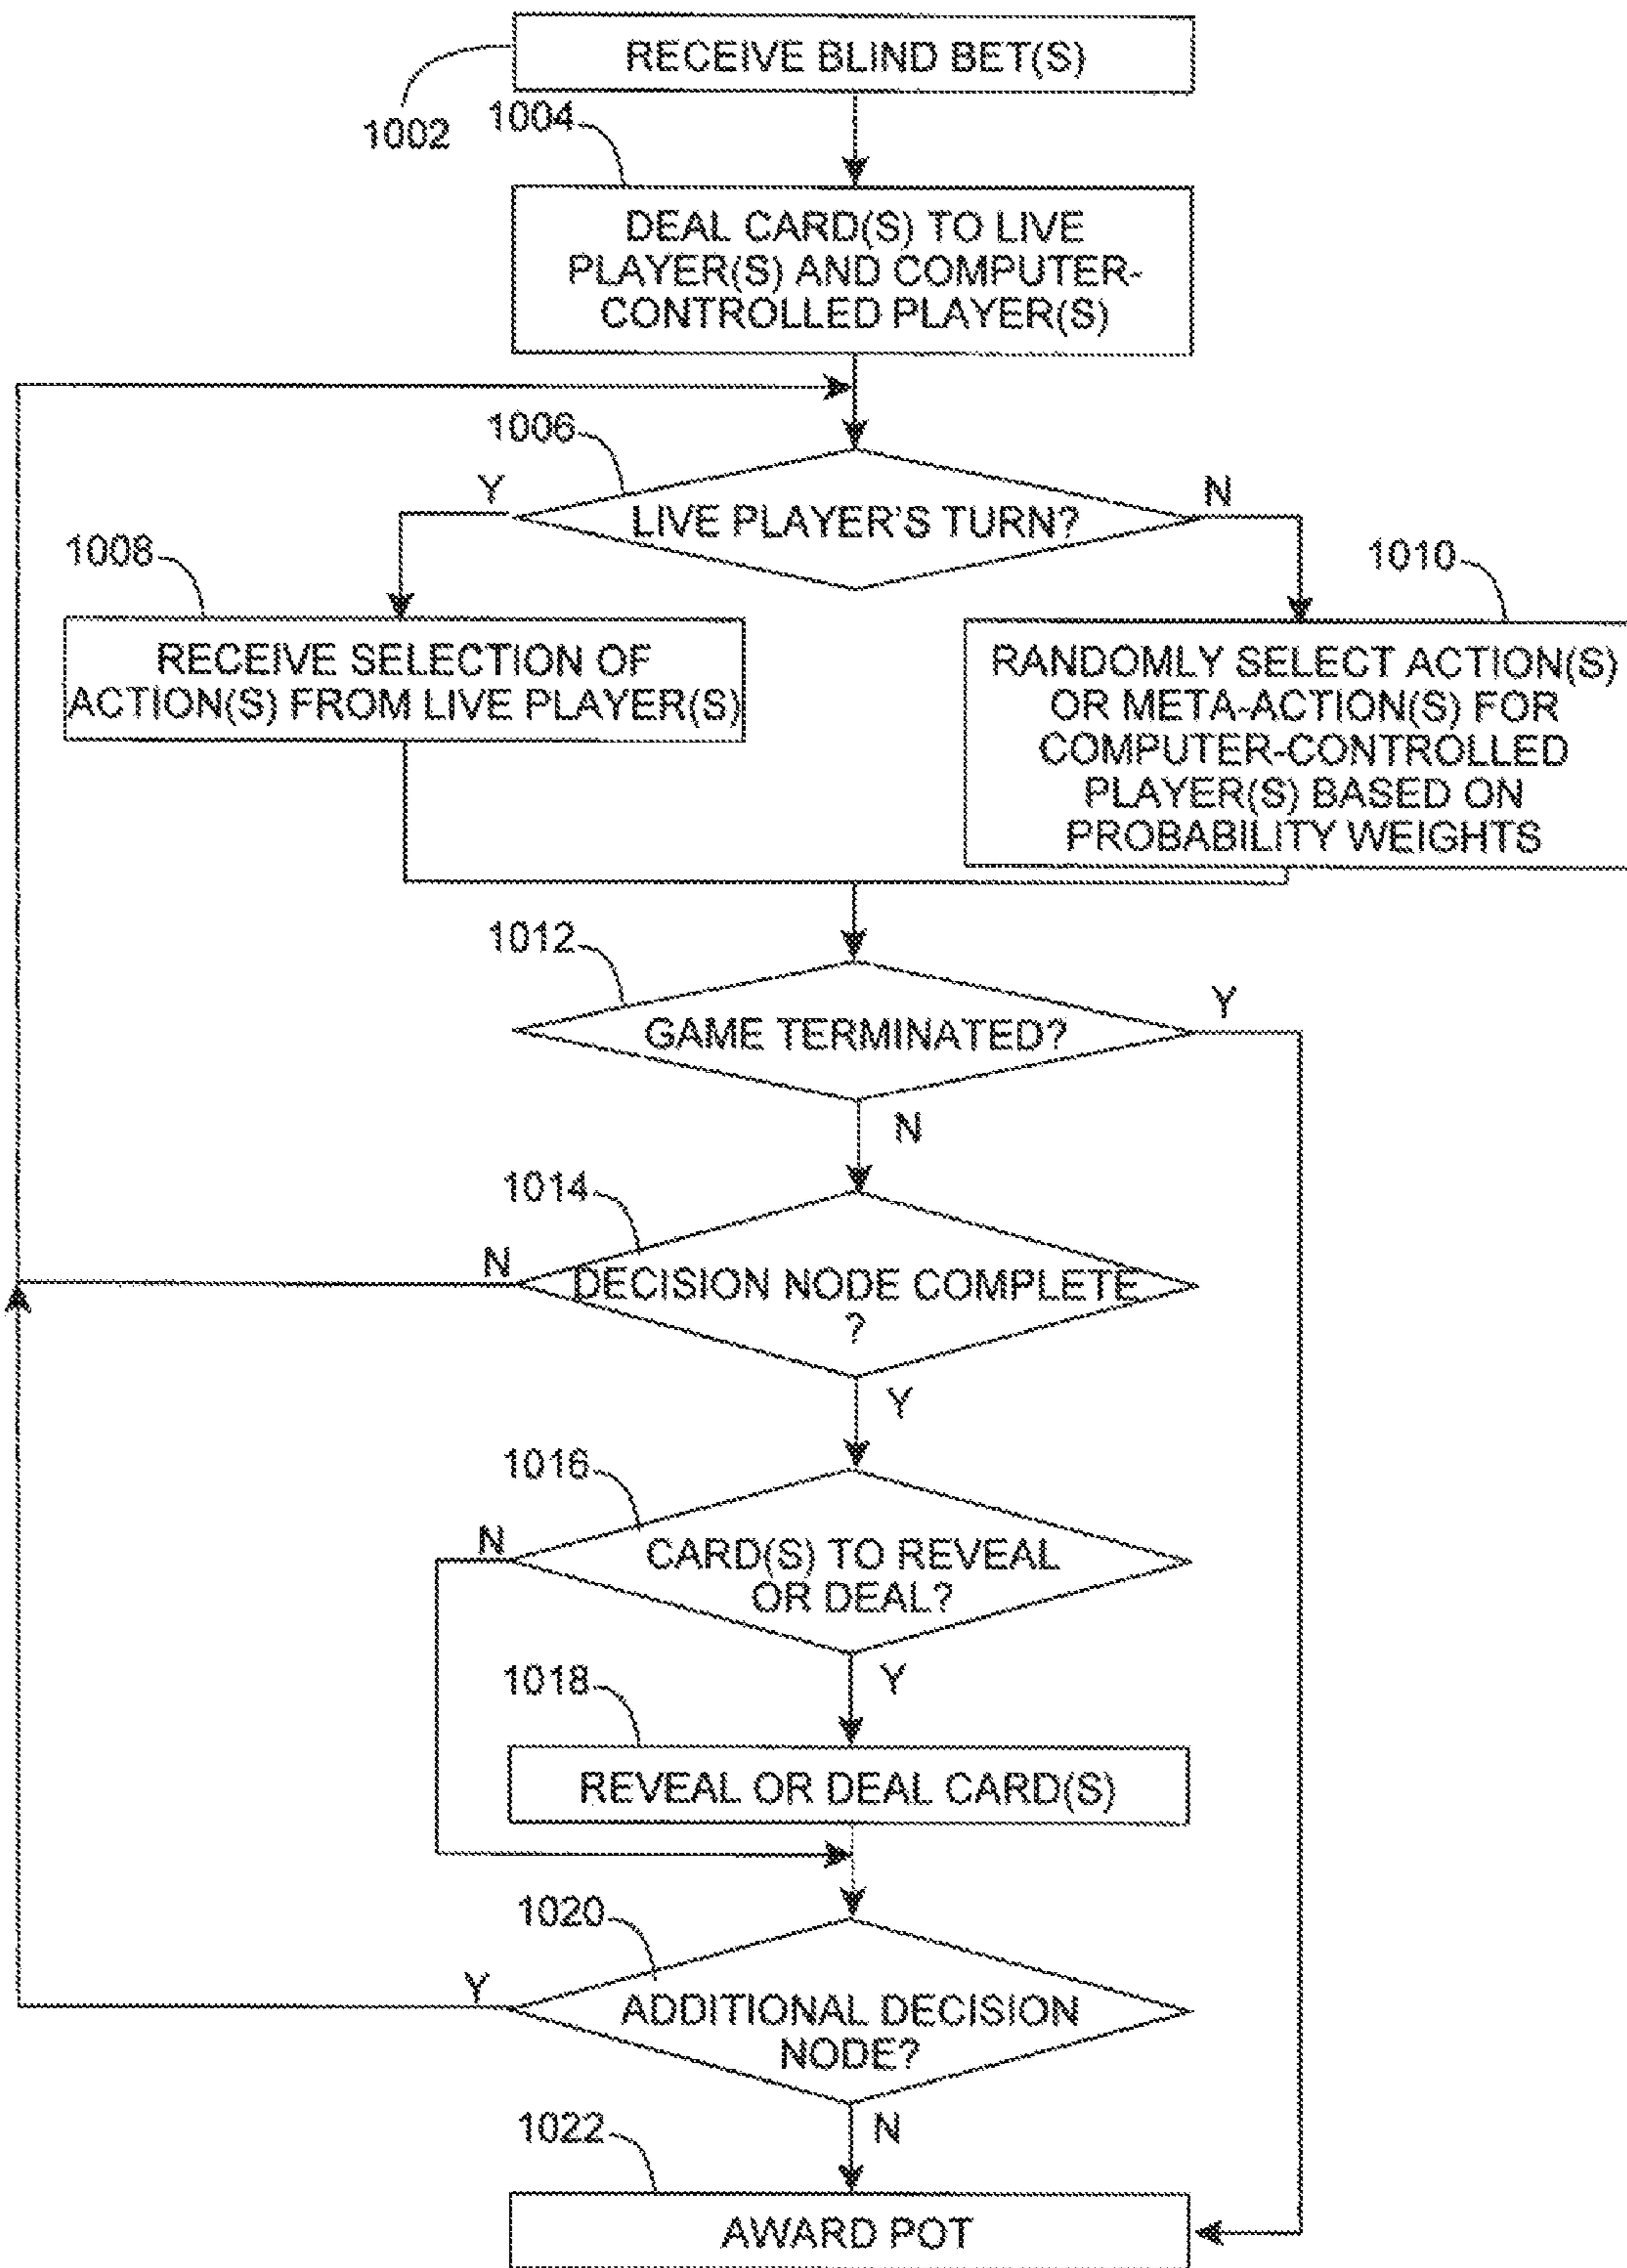 RECEIVE BLIND BET(S)
1002
1004
DEAL CARD(S) TO LIVE
PLAYER(S) AND COMPUTER-
CONTROLLED PLAYER(S)
1006
Y
N
LIVE PLAYER'S TURN?
1008
1010
RECEIVE SELECTION OF
ACTION(S) FROM LIVE PLAYER(S)
RANDOMLY SELECT ACTION(S)
OR META-ACTION(S) FOR
COMPUTER-CONTROLLED
PLAYER(S) BASED ON
PROBABILITY WEIGHTS
1012
Y
GAME TERMINATED?
N
1014
N
DECISION NODE COMPLETE
?
Y
1016
N
CARD(S) TO REVEAL
OR DEAL?
Y
1018
REVEAL OR DEAL CARD(S)
1020
Y
ADDITIONAL DECISION
NODE?
N
1022
AWARD POT